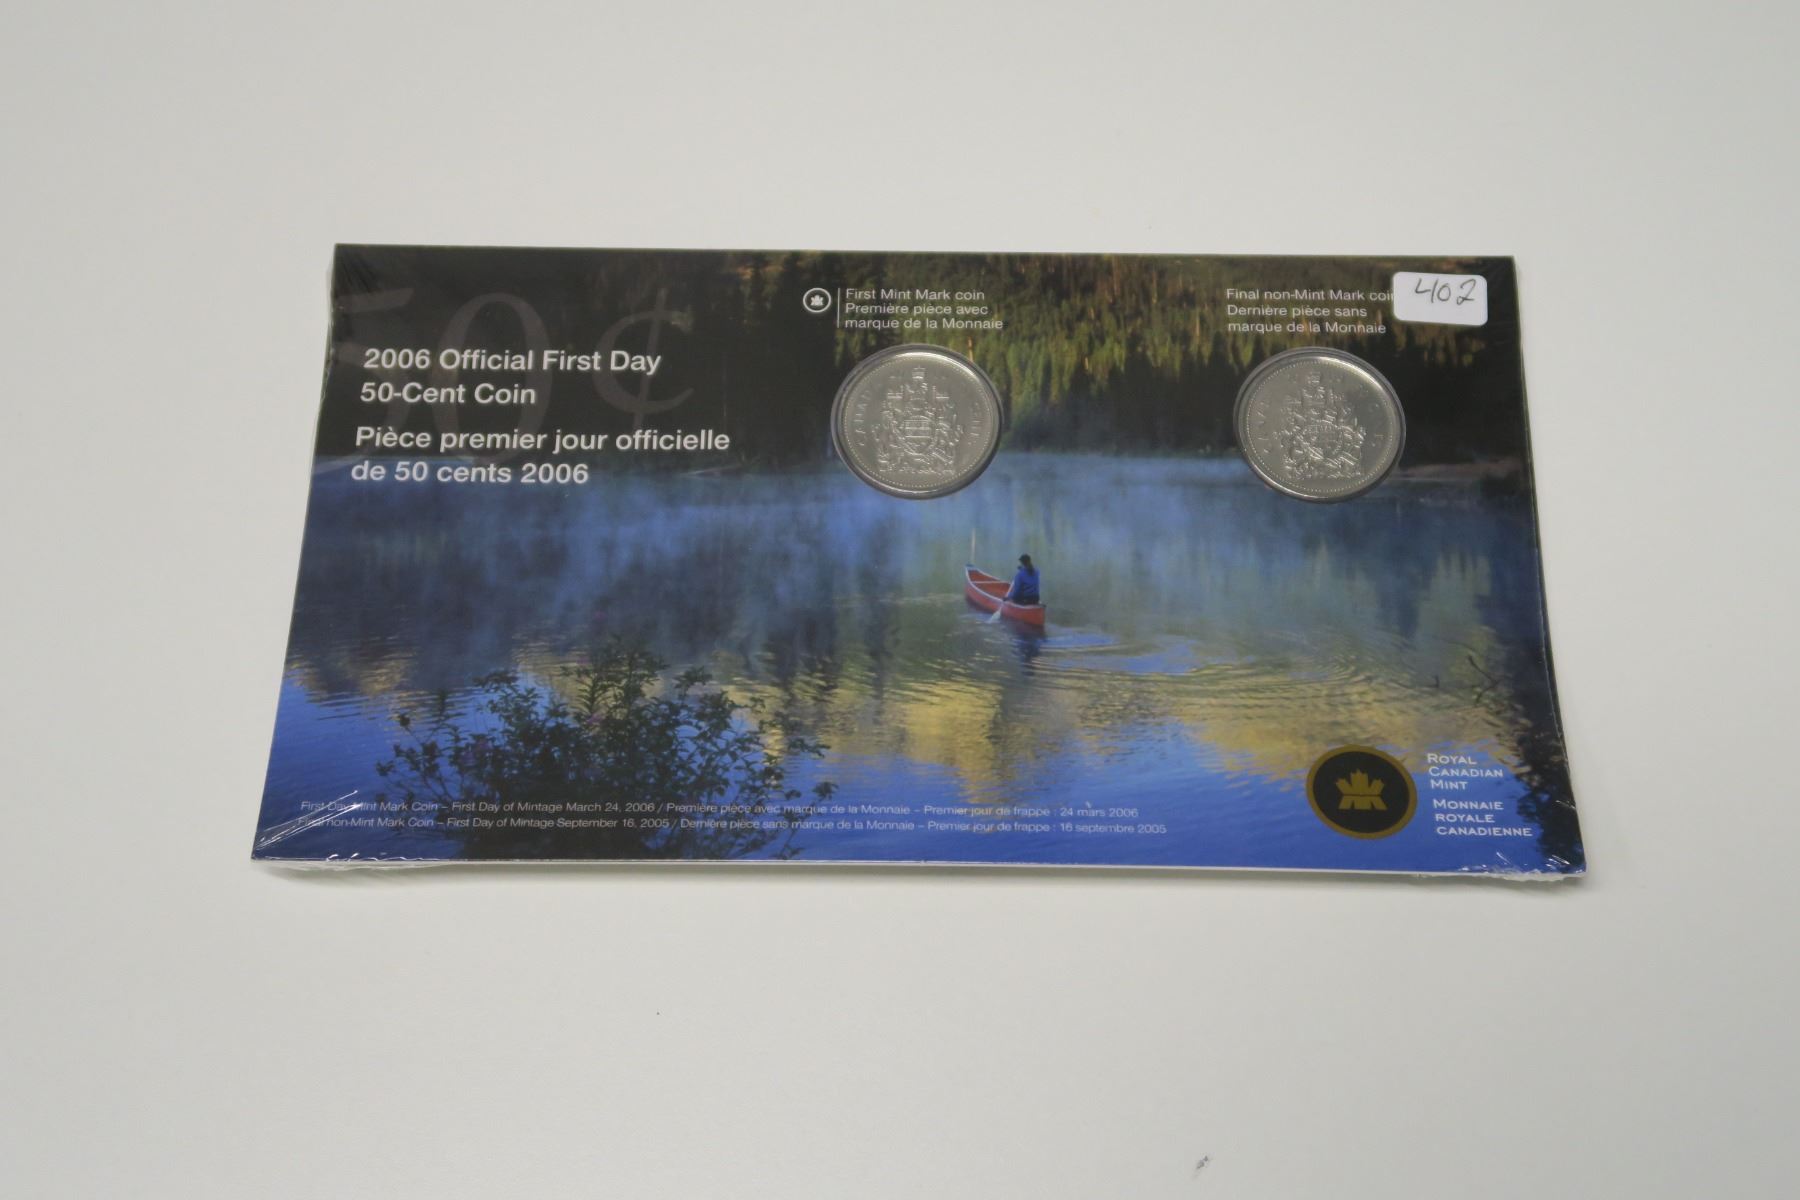 50¢
2006 Official First Day
50-Cent Coin
Pièce premier jour officielle
de 50 cents 2006
First Mint Mark coin
Première pièce avec
marque de la Monnaie
Final non-Mint Mark coin
Dernière pièce sans
marque de la Monnaie
402
First Day Mint Mark Coin – First Day of Mintage March 24, 2006 / Première pièce avec marque de la Monnaie – Premier jour de frappe : 24 mars 2006
Final non-Mint Mark Coin – First Day of Mintage September 16, 2005 / Dernière pièce sans marque de la Monnaie – Premier jour de frappe : 16 septembre 2005
ROYAL
CANADIAN
MINT
MONNAIE
ROYALE
CANADIENNE